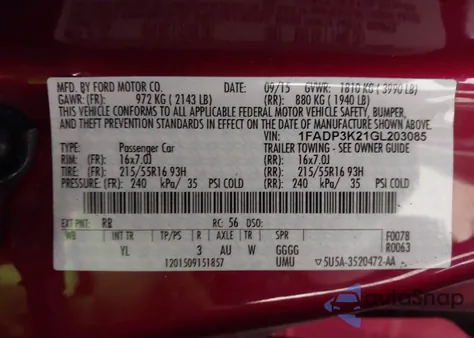 MFD. BY FORD MOTOR CO. DATE: 09/15 GVWR: 1810 KG ( 3990 LB)
GAWR: (FR): 972 KG ( 2143 LB) (RR): 880 KG ( 1940 LB)
THIS VEHICLE CONFORMS TO ALL APPLICABLE FEDERAL MOTOR VEHICLE SAFETY, BUMPER,
AND THEFT PREVENTION STANDARDS IN EFFECT ON THE DATE OF MANUFACTURE SHOWN ABOVE.
VIN: 1FADP3K21GL203085
TYPE: Passenger Car TRAILER TOWING - SEE OWNER GUIDE
RIM: (FR): 16x7.0J (RR): 16x7.0J
TIRE: (FR): 215/55R16 93H (RR): 215/55R16 93H
PRESSURE: (FR): 240 kPa/ 35 PSI COLD (RR): 240 kPa/ 35 PSI COLD
EXT PNT: RR RC: 56 DSO:
WB INT TR TP/PS R AXLE TR SPR F0078
YL 3 AU W GGGG R0063
1201509151857 UMU 5U5A-3520472-AA
autoSnap